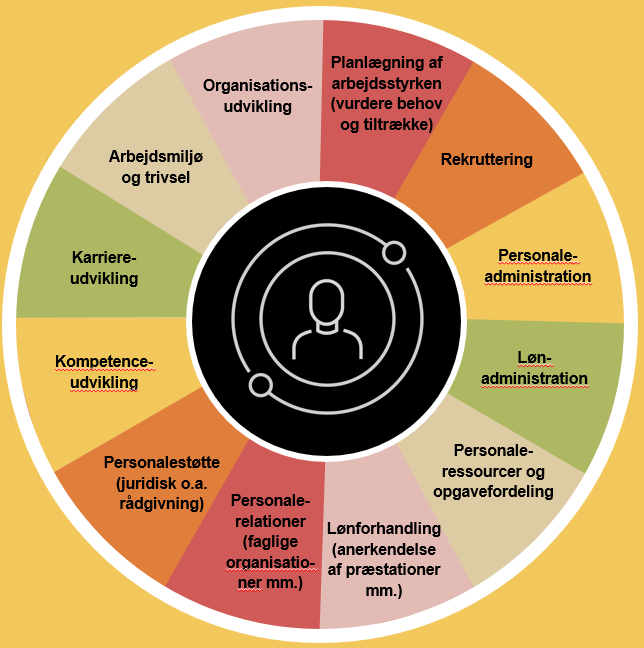 Planlægning af
arbejdsstyrken
(vurdere behov
og tiltrække)
Rekruttering
Personale-
administration
Løn-
administration
Personale-
ressourcer og
opgavefordeling
Lønforhandling
(anerkendelse
af præstationer
mm.)
Personale-
relationer
(faglige
organisatio-
ner mm.)
Personalestøtte
(juridisk o.a.
rådgivning)
Kompetence-
udvikling
Karriere-
udvikling
Arbejdsmiljø
og trivsel
Organisations-
udvikling